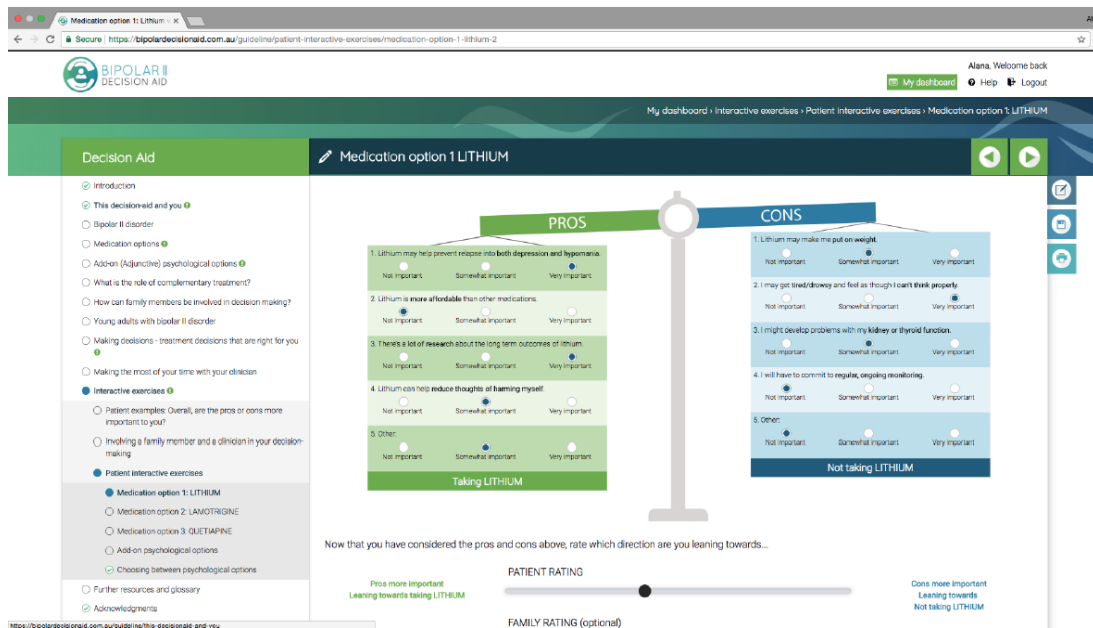 Medication option 1: Lithium
Secure
https://bipolardecisionaid.com.au/guideline/patient-interactive-exercises/medication-option-1-lithium-2
BIPOLAR II
DECISION AID
Alana, Welcome back
My dashboard
Help
Logout
My dashboard › Interactive exercises › Patient interactive exercises › Medication option 1: LITHIUM
Decision Aid
Introduction
This decision-aid and you
Bipolar II disorder
Medication options
Add-on (Adjunctive) psychological options
What is the role of complementary treatment?
How can family members be involved in decision making?
Young adults with bipolar II disorder
Making decisions - treatment decisions that are right for you
Making the most of your time with your clinician
Interactive exercises
Patient examples: Overall, are the pros or cons more
important to you?
Involving a family member and a clinician in your decision-
making
Patient interactive exercises
Medication option 1: LITHIUM
Medication option 2: LAMOTRIGINE
Medication option 3: QUETIAPINE
Add-on psychological options
Choosing between psychological options
Further resources and glossary
Acknowledgments
https://bipolardecisionaid.com.au/guideline/this-decisionaid-and-you
Medication option 1 LITHIUM
PROS
1. Lithium may help prevent relapse into both depression and hypomania
Not important Somewhat important Very important
2. Lithium is more affordable than other medications.
Not important Somewhat important Very important
3. There's a lot of research about the long term outcomes of lithium.
Not important Somewhat important Very important
4. Lithium can help reduce thoughts of harming myself.
Not important Somewhat important Very important
5. Other:
Not important Somewhat important Very important
Taking LITHIUM
CONS
1. Lithium may make me put on weight.
Not important Somewhat important Very important
2. I may get tired/drowsy and feel as though I can't think properly.
Not important Somewhat important Very important
3. I might develop problems with my kidney or thyroid function.
Not important Somewhat important Very important
4. I will have to commit to regular, ongoing monitoring.
Not important Somewhat important Very important
5. Other:
Not important Somewhat important Very important
Not taking LITHIUM
Now that you have considered the pros and cons above, rate which direction are you leaning towards...
PATIENT RATING
Pros more important
Leaning towards taking LITHIUM
Cons more important
Leaning towards
Not taking LITHIUM
FAMILY RATING (optional)